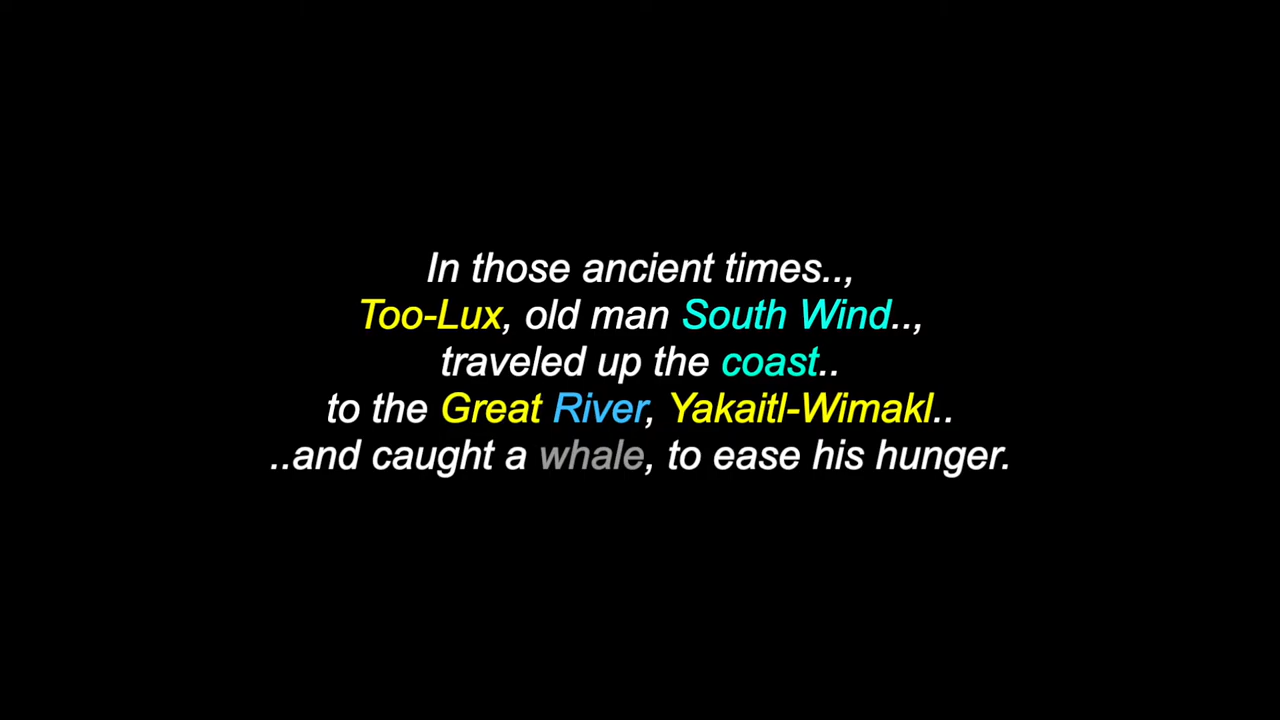 In those ancient times..,
Too-Lux, old man South Wind..,
traveled up the coast..
to the Great River, Yakaitl-Wimakl..
..and caught a whale, to ease his hunger.